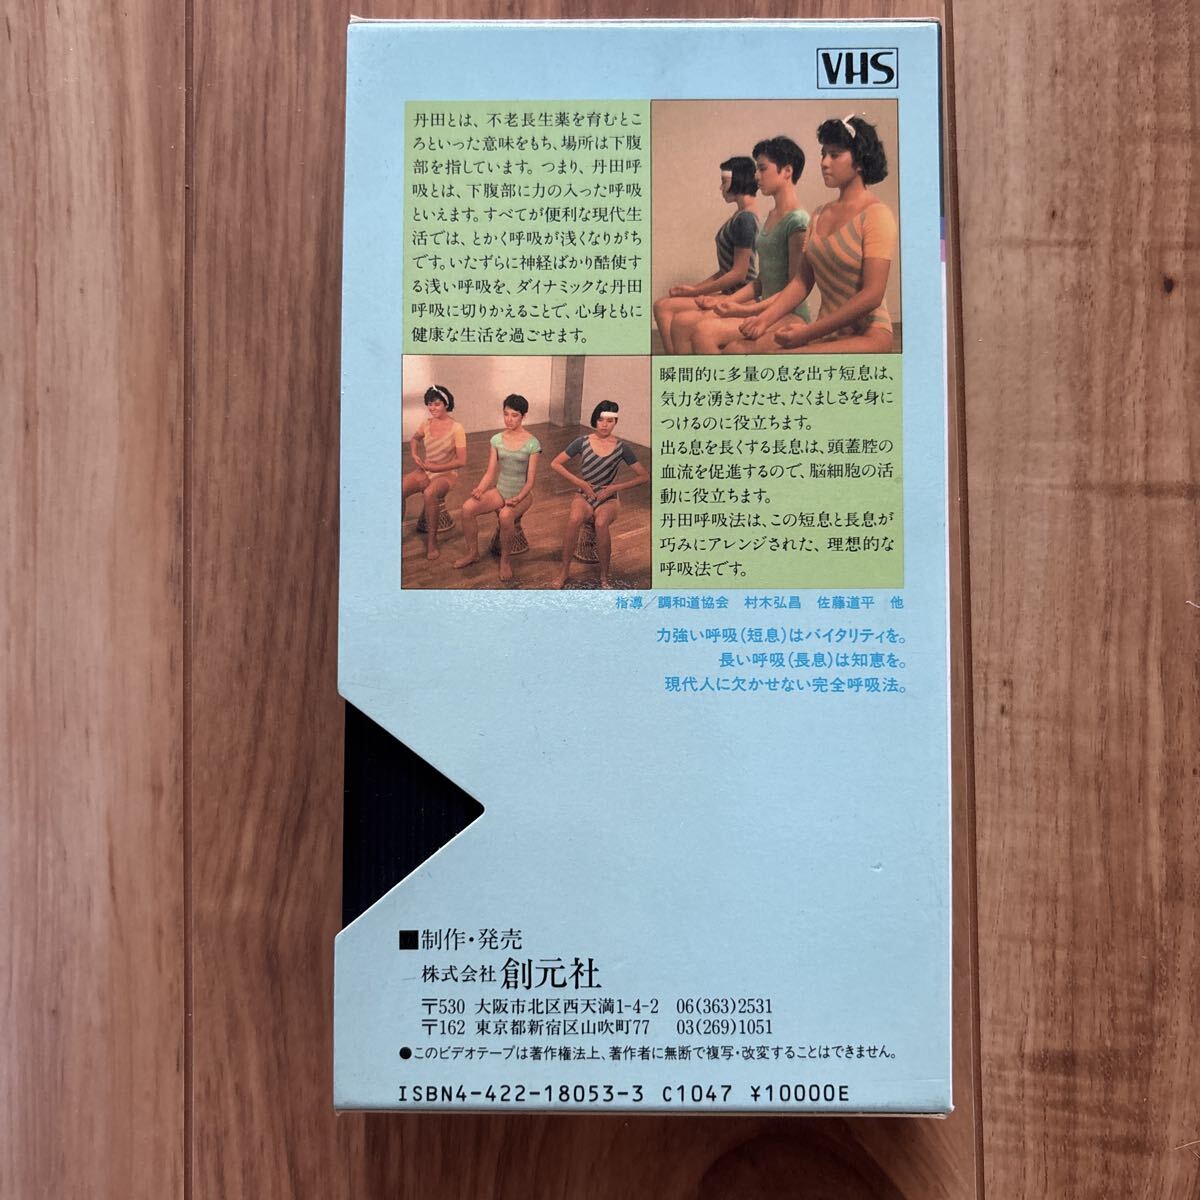 VHS
丹田とは、不老長生薬を育むとこ
ろといった意味をもち、場所は下腹
部を指しています。つまり、丹田呼
吸とは、下腹部に力の入った呼吸
といえます。すべてが便利な現代生
活では、とかく呼吸が浅くなりがち
です。いたずらに神経ばかり酷使す
る浅い呼吸を、ダイナミックな丹田
呼吸に切りかえることで、心身ともに
健康な生活を過ごせます。
瞬間的に多量の息を出す短息は、
気力を湧きたたせ、たくましさを身に
つけるのに役立ちます。
出る息を長くする長息は、頭蓋腔の
血流を促進するので、脳細胞の活
動に役立ちます。
丹田呼吸法は、この短息と長息が
巧みにアレンジされた、理想的な
呼吸法です。
指導／調和道協会 村木弘昌 佐藤道平 他
力強い呼吸(短息)はバイタリティを。
長い呼吸(長息)は知恵を。
現代人に欠かせない完全呼吸法。
■制作・発売
株式会社 創元社
〒530 大阪市北区西天満1-4-2 06(363)2531
〒162 東京都新宿区山吹町77 03(269)1051
●このビデオテープは著作権法上、著作者に無断で複写・改変することはできません。
ISBN4-422-18053-3 C1047 ¥10000E